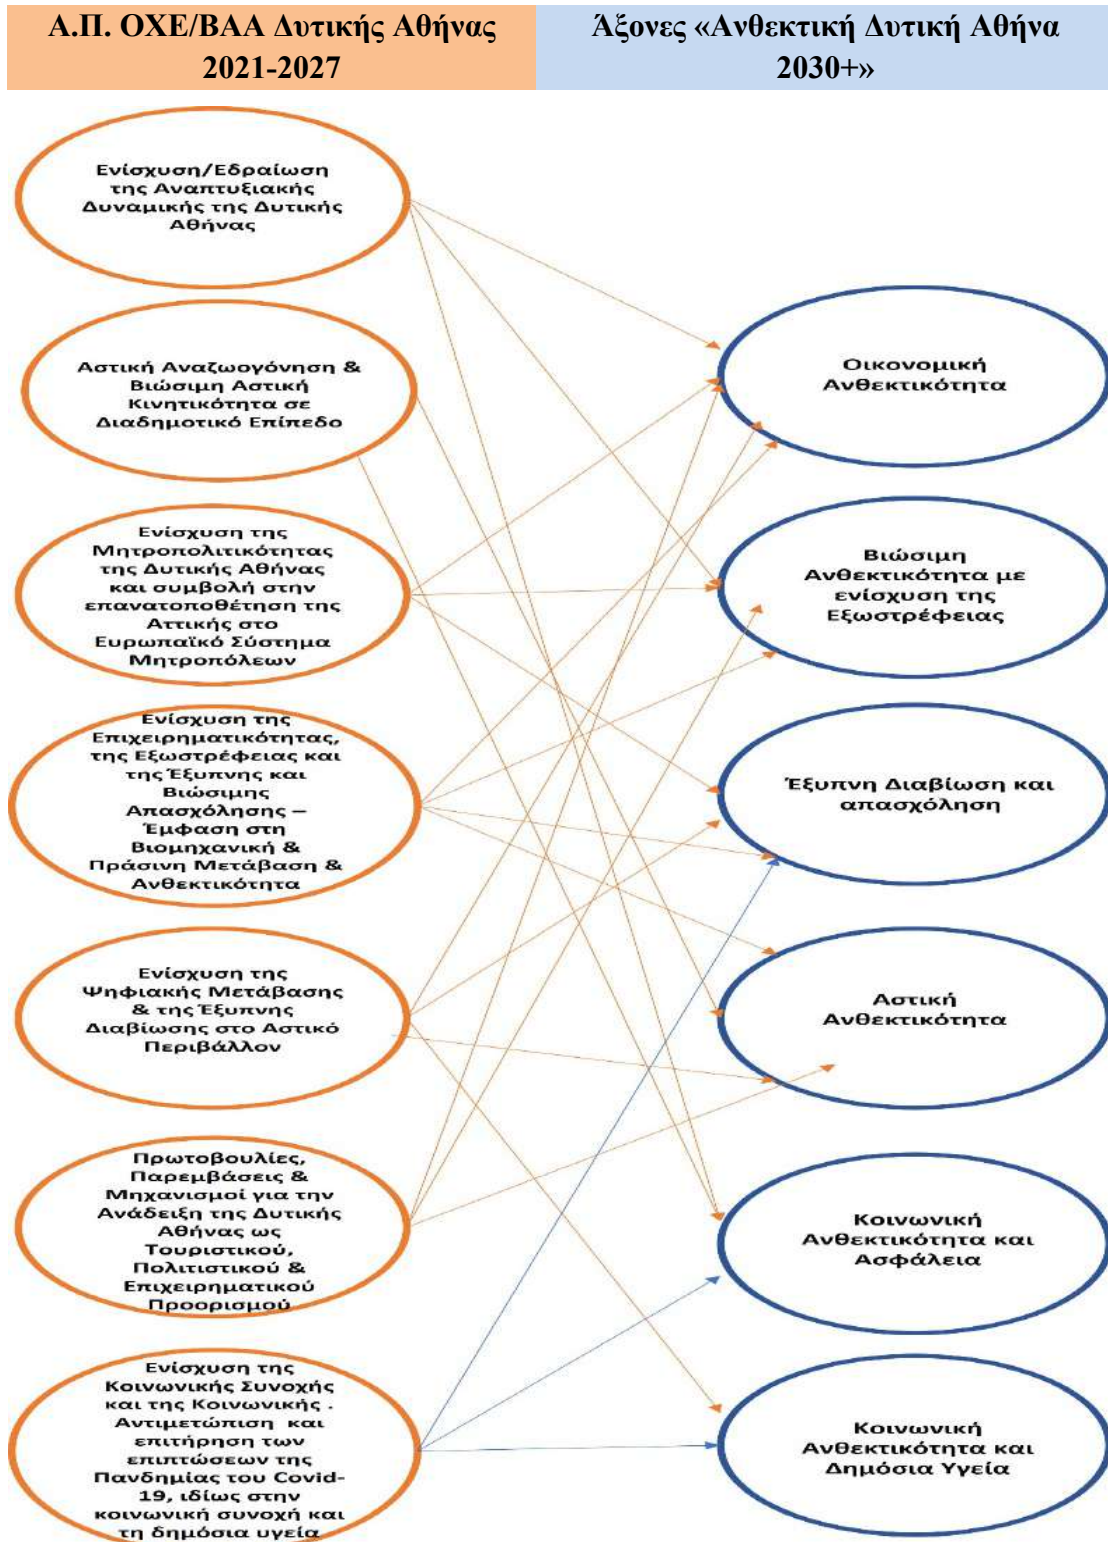 Α.Π. ΟΧΕ/ΒΑΑ Δυτικής Αθήνας
2021-2027
Άξονες «Ανθεκτική Δυτική Αθήνα
2030+»
Ενίσχυση/Εδραίωση
της Αναπτυξιακής
Δυναμικής της Δυτικής
Αθήνας
Αστική Αναζωογόνηση &
Βιώσιμη Αστική
Κινητικότητα σε
Διαδημοτικό Επίπεδο
Ενίσχυση της
Μητροπολιτικότητας
της Δυτικής Αθήνας
και συμβολή στην
επανατοποθέτηση της
Αττικής στο
Ευρωπαϊκό Σύστημα
Μητροπόλεων
Ενίσχυση της
Επιχειρηματικότητας,
της Εξωστρέφειας και
της Έξυπνης και
Βιώσιμης
Απασχόλησης –
Έμφαση στη
Βιομηχανική &
Πράσινη Μετάβαση &
Ανθεκτικότητα
Ενίσχυση της
Ψηφιακής Μετάβασης
& της Έξυπνης
Διαβίωσης στο Αστικό
Περιβάλλον
Πρωτοβουλίες,
Παρεμβάσεις &
Μηχανισμοί για την
Ανάδειξη της Δυτικής
Αθήνας ως
Τουριστικού,
Πολιτιστικού &
Επιχειρηματικού
Προορισμού
Ενίσχυση της
Κοινωνικής Συνοχής
και της Κοινωνικής .
Αντιμετώπιση και
επιτήρηση των
επιπτώσεων της
Πανδημίας του Covid-
19, ιδίως στην
κοινωνική συνοχή και
τη δημόσια υγεία
Οικονομική
Ανθεκτικότητα
Βιώσιμη
Ανθεκτικότητα με
ενίσχυση της
Εξωστρέφειας
Έξυπνη Διαβίωση και
απασχόληση
Αστική
Ανθεκτικότητα
Κοινωνική
Ανθεκτικότητα και
Ασφάλεια
Κοινωνική
Ανθεκτικότητα και
Δημόσια Υγεία